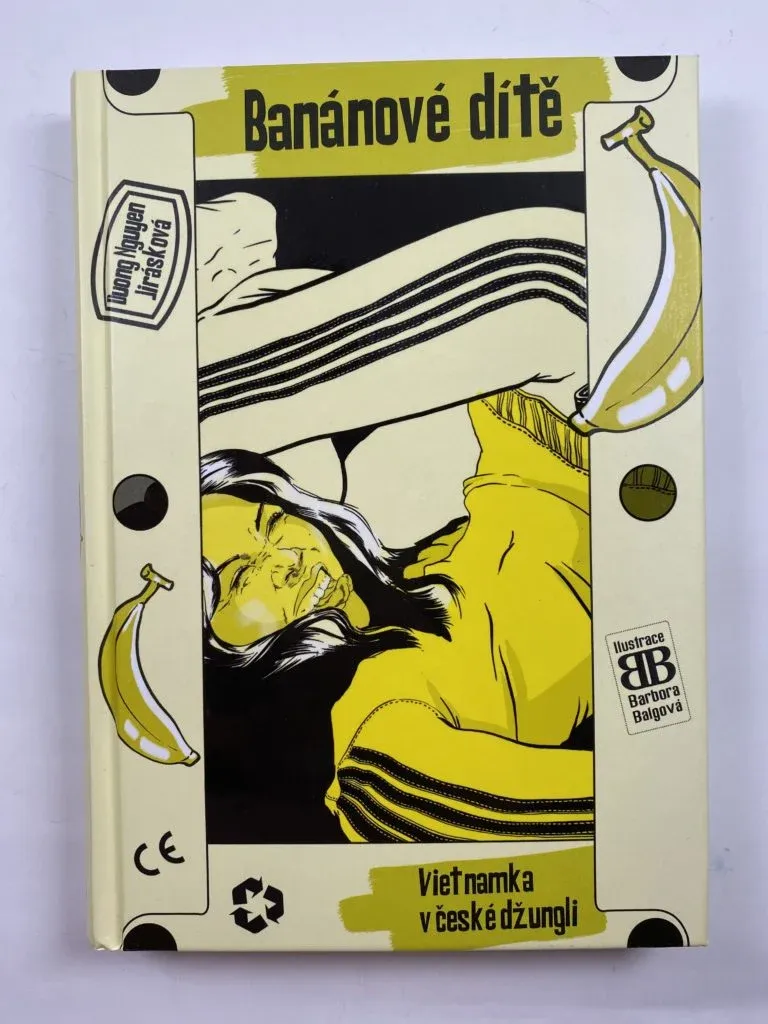 Banánové dítě
Duong Nguyen
Jirásková
Ilustrace
BB
Barbora
Balgová
CE
Vietnamka
v české džungli